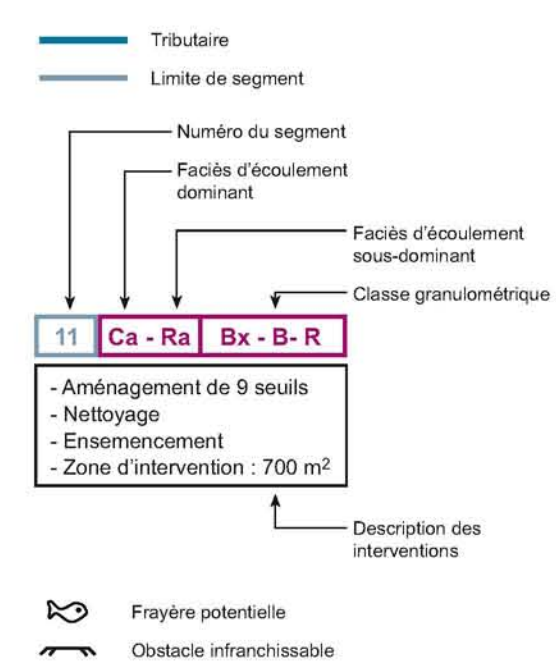 Tributaire
Limite de segment
Numéro du segment
Faciès d'écoulement
dominant
Faciès d'écoulement
sous-dominant
Classe granulométrique
11 Ca - Ra Bx - B- R
- Aménagement de 9 seuils
- Nettoyage
- Ensemencement
- Zone d'intervention : 700 m²
Description des
interventions
Frayère potentielle
Obstacle infranchissable